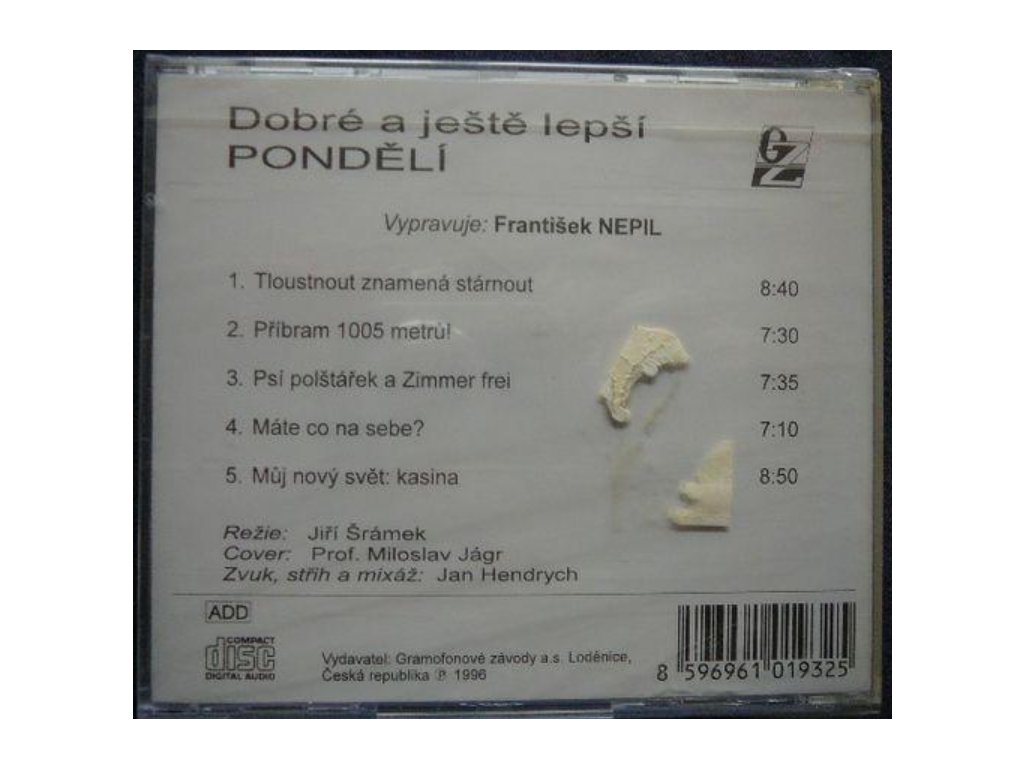 Dobré a ještě lepší
PONDĚLÍ
GZ
Vypravuje: František NEPIL
1. Tloustnout znamená stárnout 8:40
2. Příbram 1005 metrů! 7:30
3. Psí polštářek a Zimmer frei 7:35
4. Máte co na sebe? 7:10
5. Můj nový svět: kasina 8:50
Režie: Jiří Šrámek
Cover: Prof. Miloslav Jágr
Zvuk, střih a mixáž: Jan Hendrych
ADD
COMPACT
disc
DIGITAL AUDIO
Vydavatel: Gramofonové závody a.s. Loděnice,
Česká republika ℗ 1996
8 596961 019325